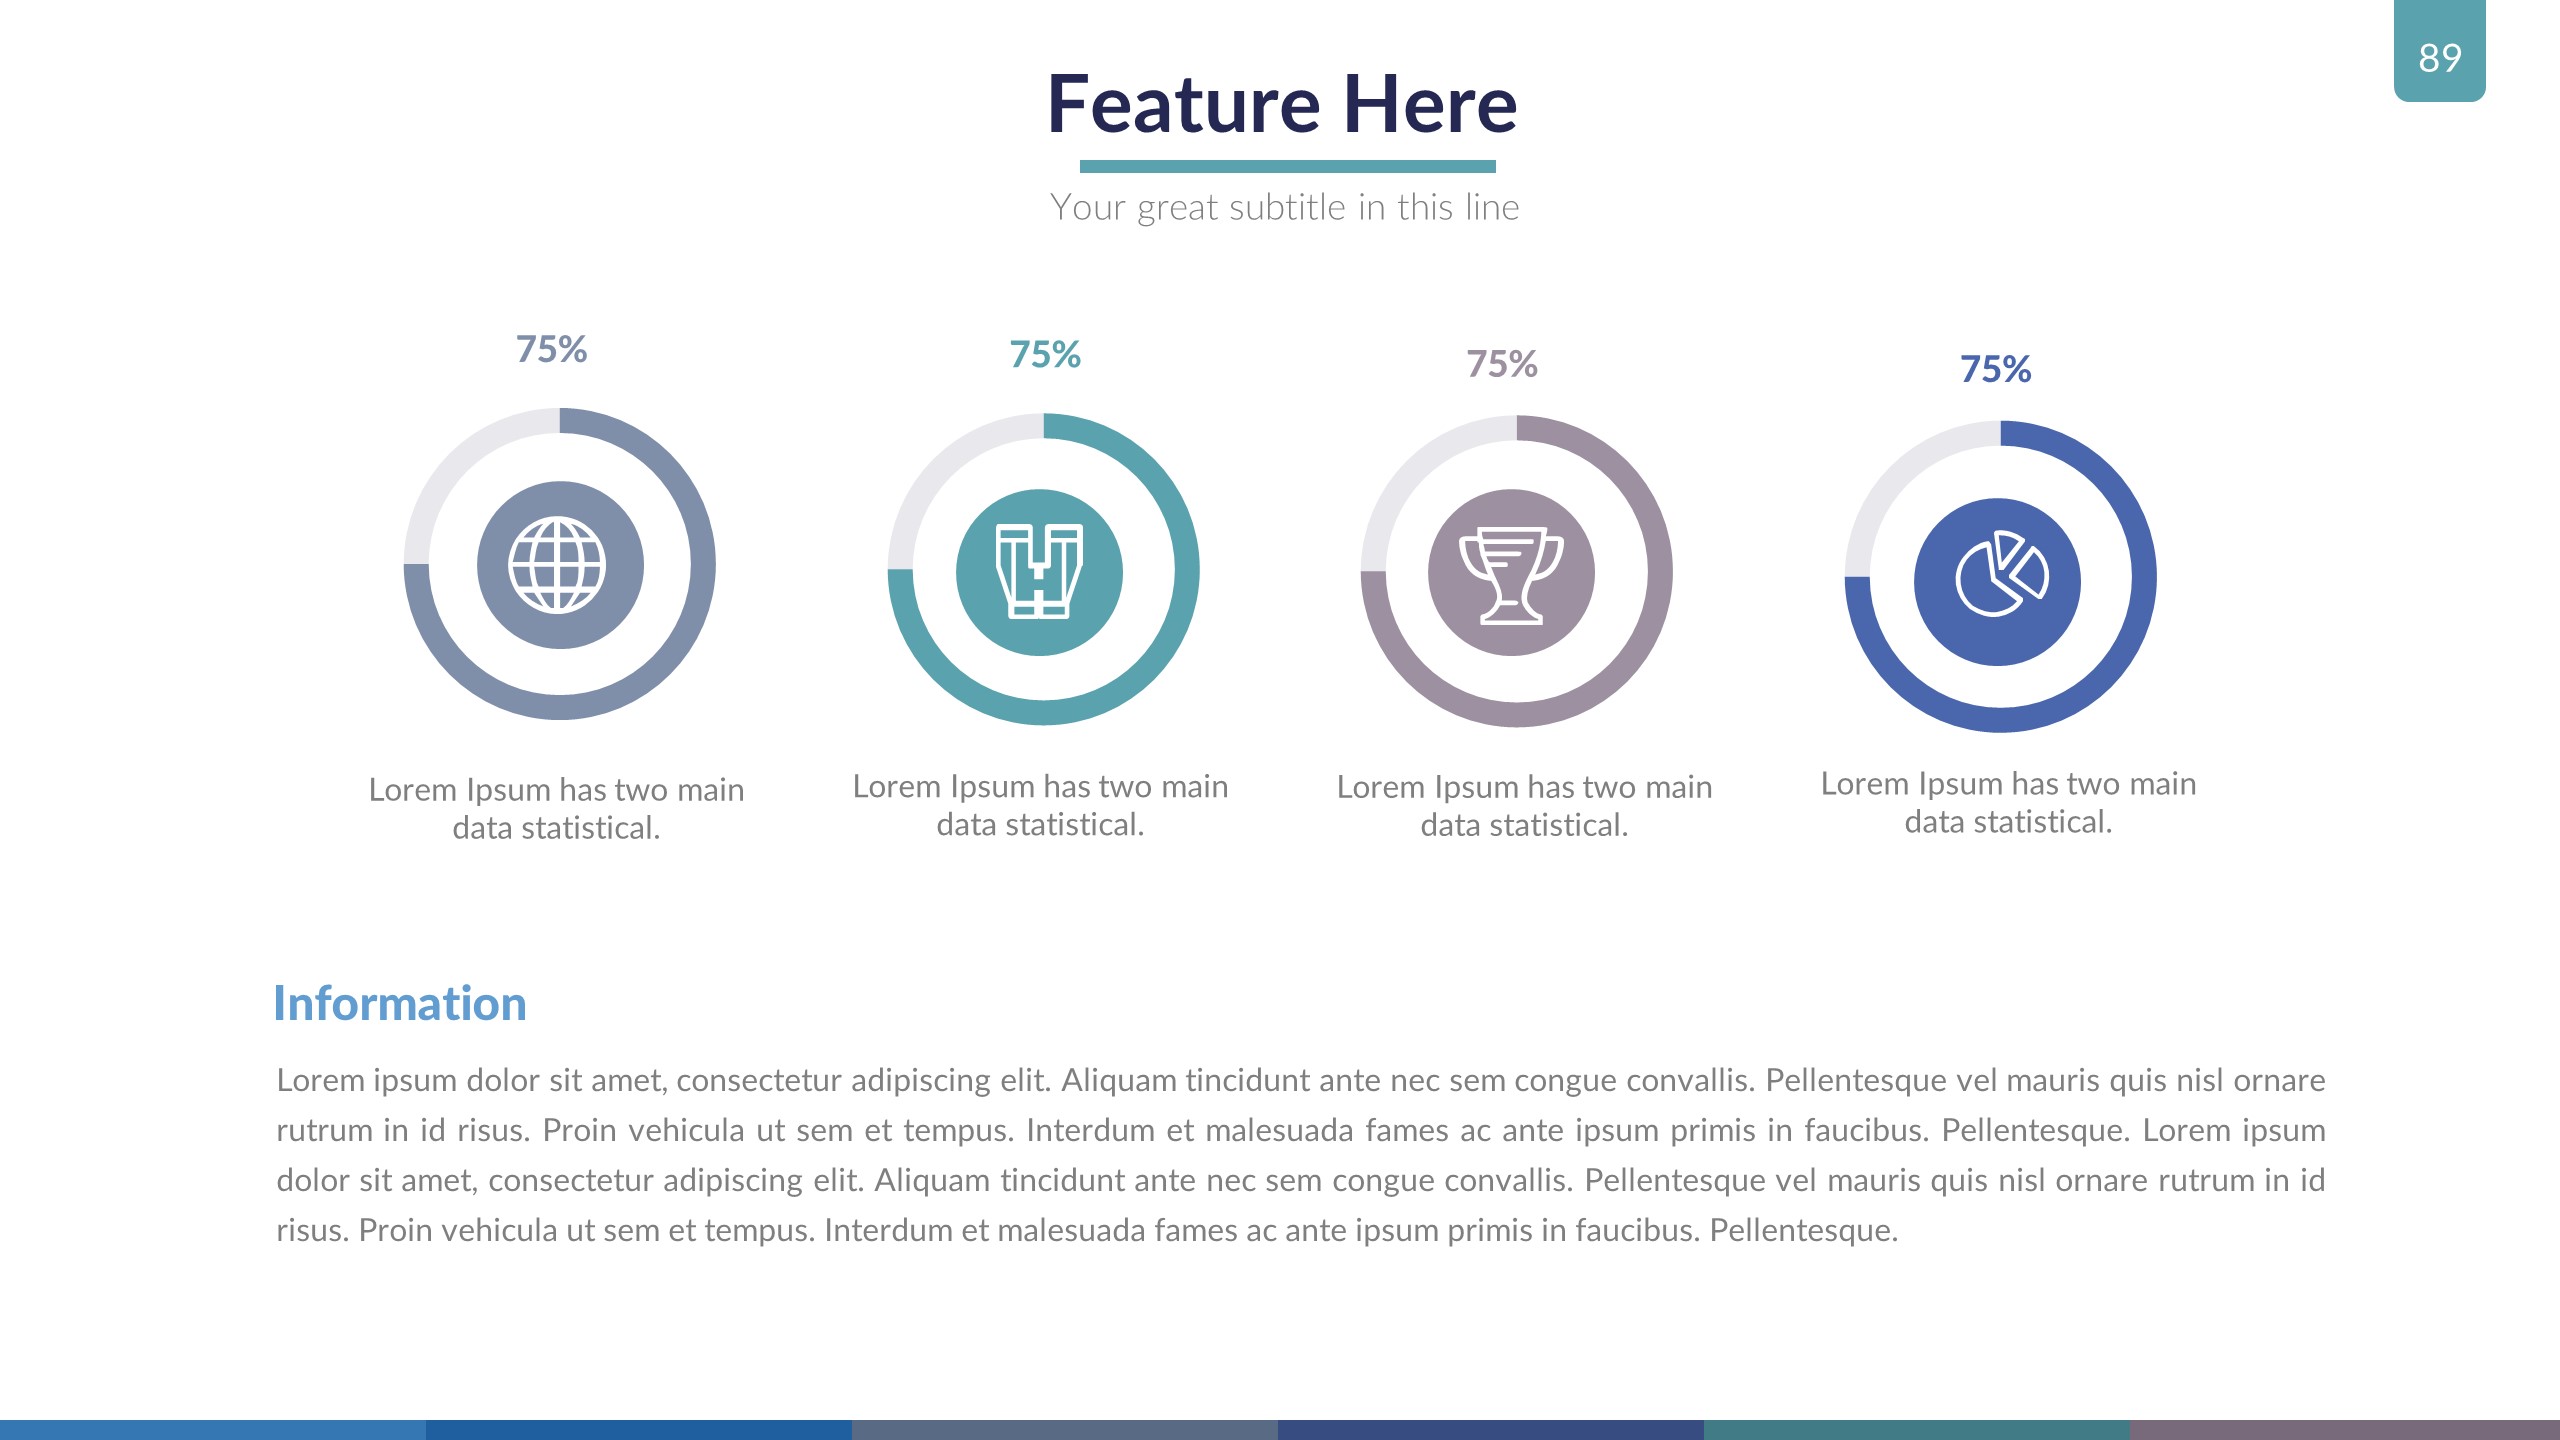 89
Feature Here
Your great subtitle in this line
75%
75%
75%
75%
Lorem Ipsum has two main
data statistical.
Lorem Ipsum has two main
data statistical.
Lorem Ipsum has two main
data statistical.
Lorem Ipsum has two main
data statistical.
Information
Lorem ipsum dolor sit amet, consectetur adipiscing elit. Aliquam tincidunt ante nec sem congue convallis. Pellentesque vel mauris quis nisl ornare
rutrum in id risus. Proin vehicula ut sem et tempus. Interdum et malesuada fames ac ante ipsum primis in faucibus. Pellentesque. Lorem ipsum
dolor sit amet, consectetur adipiscing elit. Aliquam tincidunt ante nec sem congue convallis. Pellentesque vel mauris quis nisl ornare rutrum in id
risus. Proin vehicula ut sem et tempus. Interdum et malesuada fames ac ante ipsum primis in faucibus. Pellentesque.